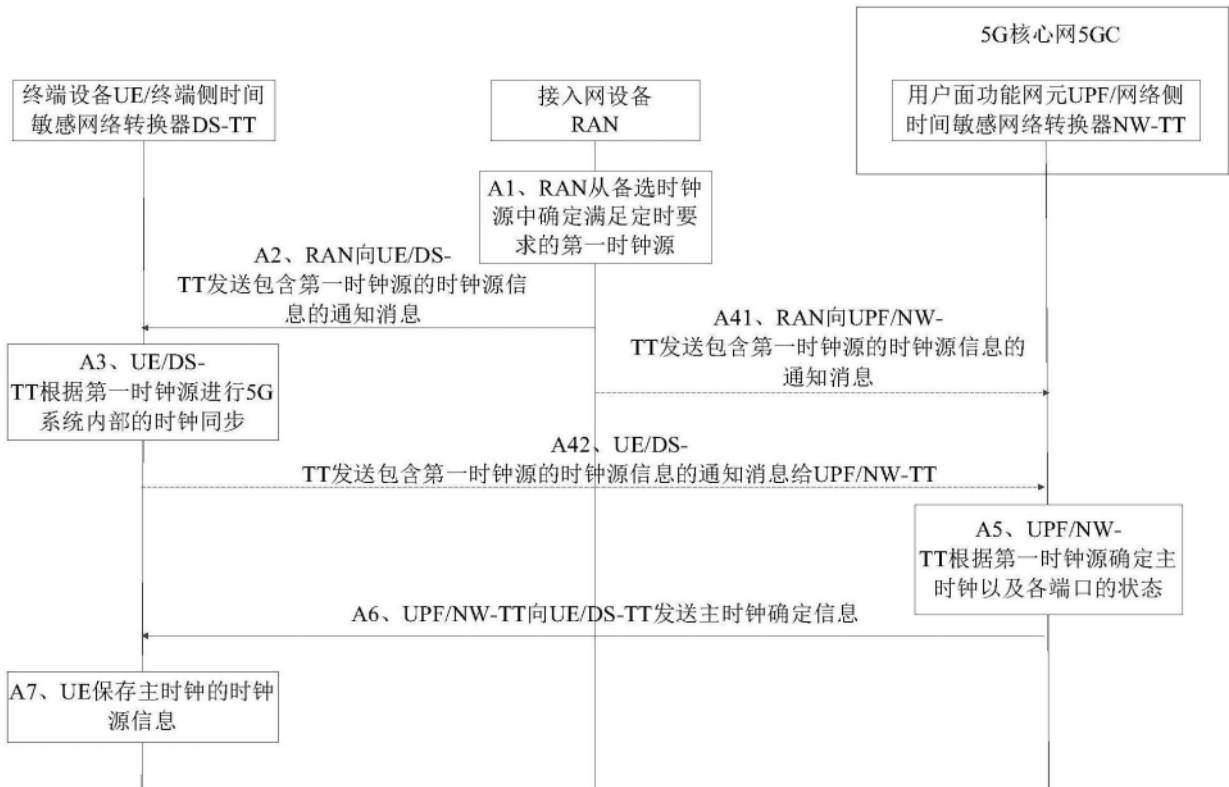 5G核心网5GC
终端设备UE/终端侧时间
敏感网络转换器DS-TT
接入网设备
RAN
用户面功能网元UPF/网络侧
时间敏感网络转换器NW-TT
A1、RAN从备选时钟
源中确定满足定时要
求的第一时钟源
A2、RAN向UE/DS-
TT发送包含第一时钟源的时钟源信
息的通知消息
A41、RAN向UPF/NW-
TT发送包含第一时钟源的时钟源信息的
通知消息
A3、UE/DS-
TT根据第一时钟源进行5G
系统内部的时钟同步
A42、UE/DS-
TT发送包含第一时钟源的时钟源信息的通知消息给UPF/NW-TT
A5、UPF/NW-
TT根据第一时钟源确定主
时钟以及各端口的状态
A6、UPF/NW-TT向UE/DS-TT发送主时钟确定信息
A7、UE保存主时钟的时钟
源信息